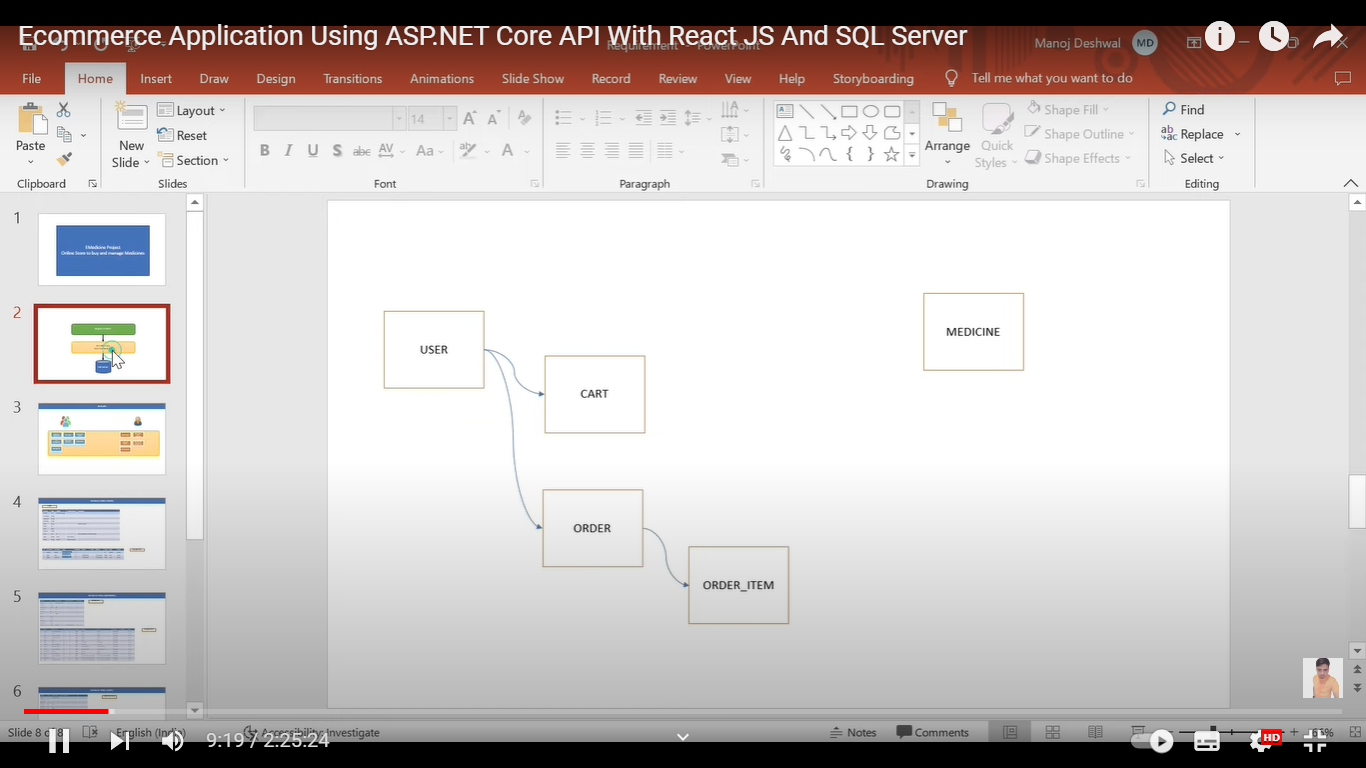 Ecommerce Application Using ASP.NET Core API With React JS And SQL Server
Requirement - PowerPoint
Manoj Deshwal MD
File Home Insert Draw Design Transitions Animations Slide Show Record Review View Help Storyboarding Tell me what you want to do
Paste
New
Slide
Layout
Reset
Section
14
B I U S abc AV Aa A
Arrange
Quick
Styles
Shape Fill
Shape Outline
Shape Effects
Find
Replace
Select
Clipboard Slides Font Paragraph Drawing Editing
1
EMedicine Project
Online Store to buy and manage Medicines
2
3
4
5
6
USER
MEDICINE
CART
ORDER
ORDER_ITEM
Slide 8 of 8 English (India) Accessibility: Investigate Notes Comments
9:19 / 2:25:24
HD